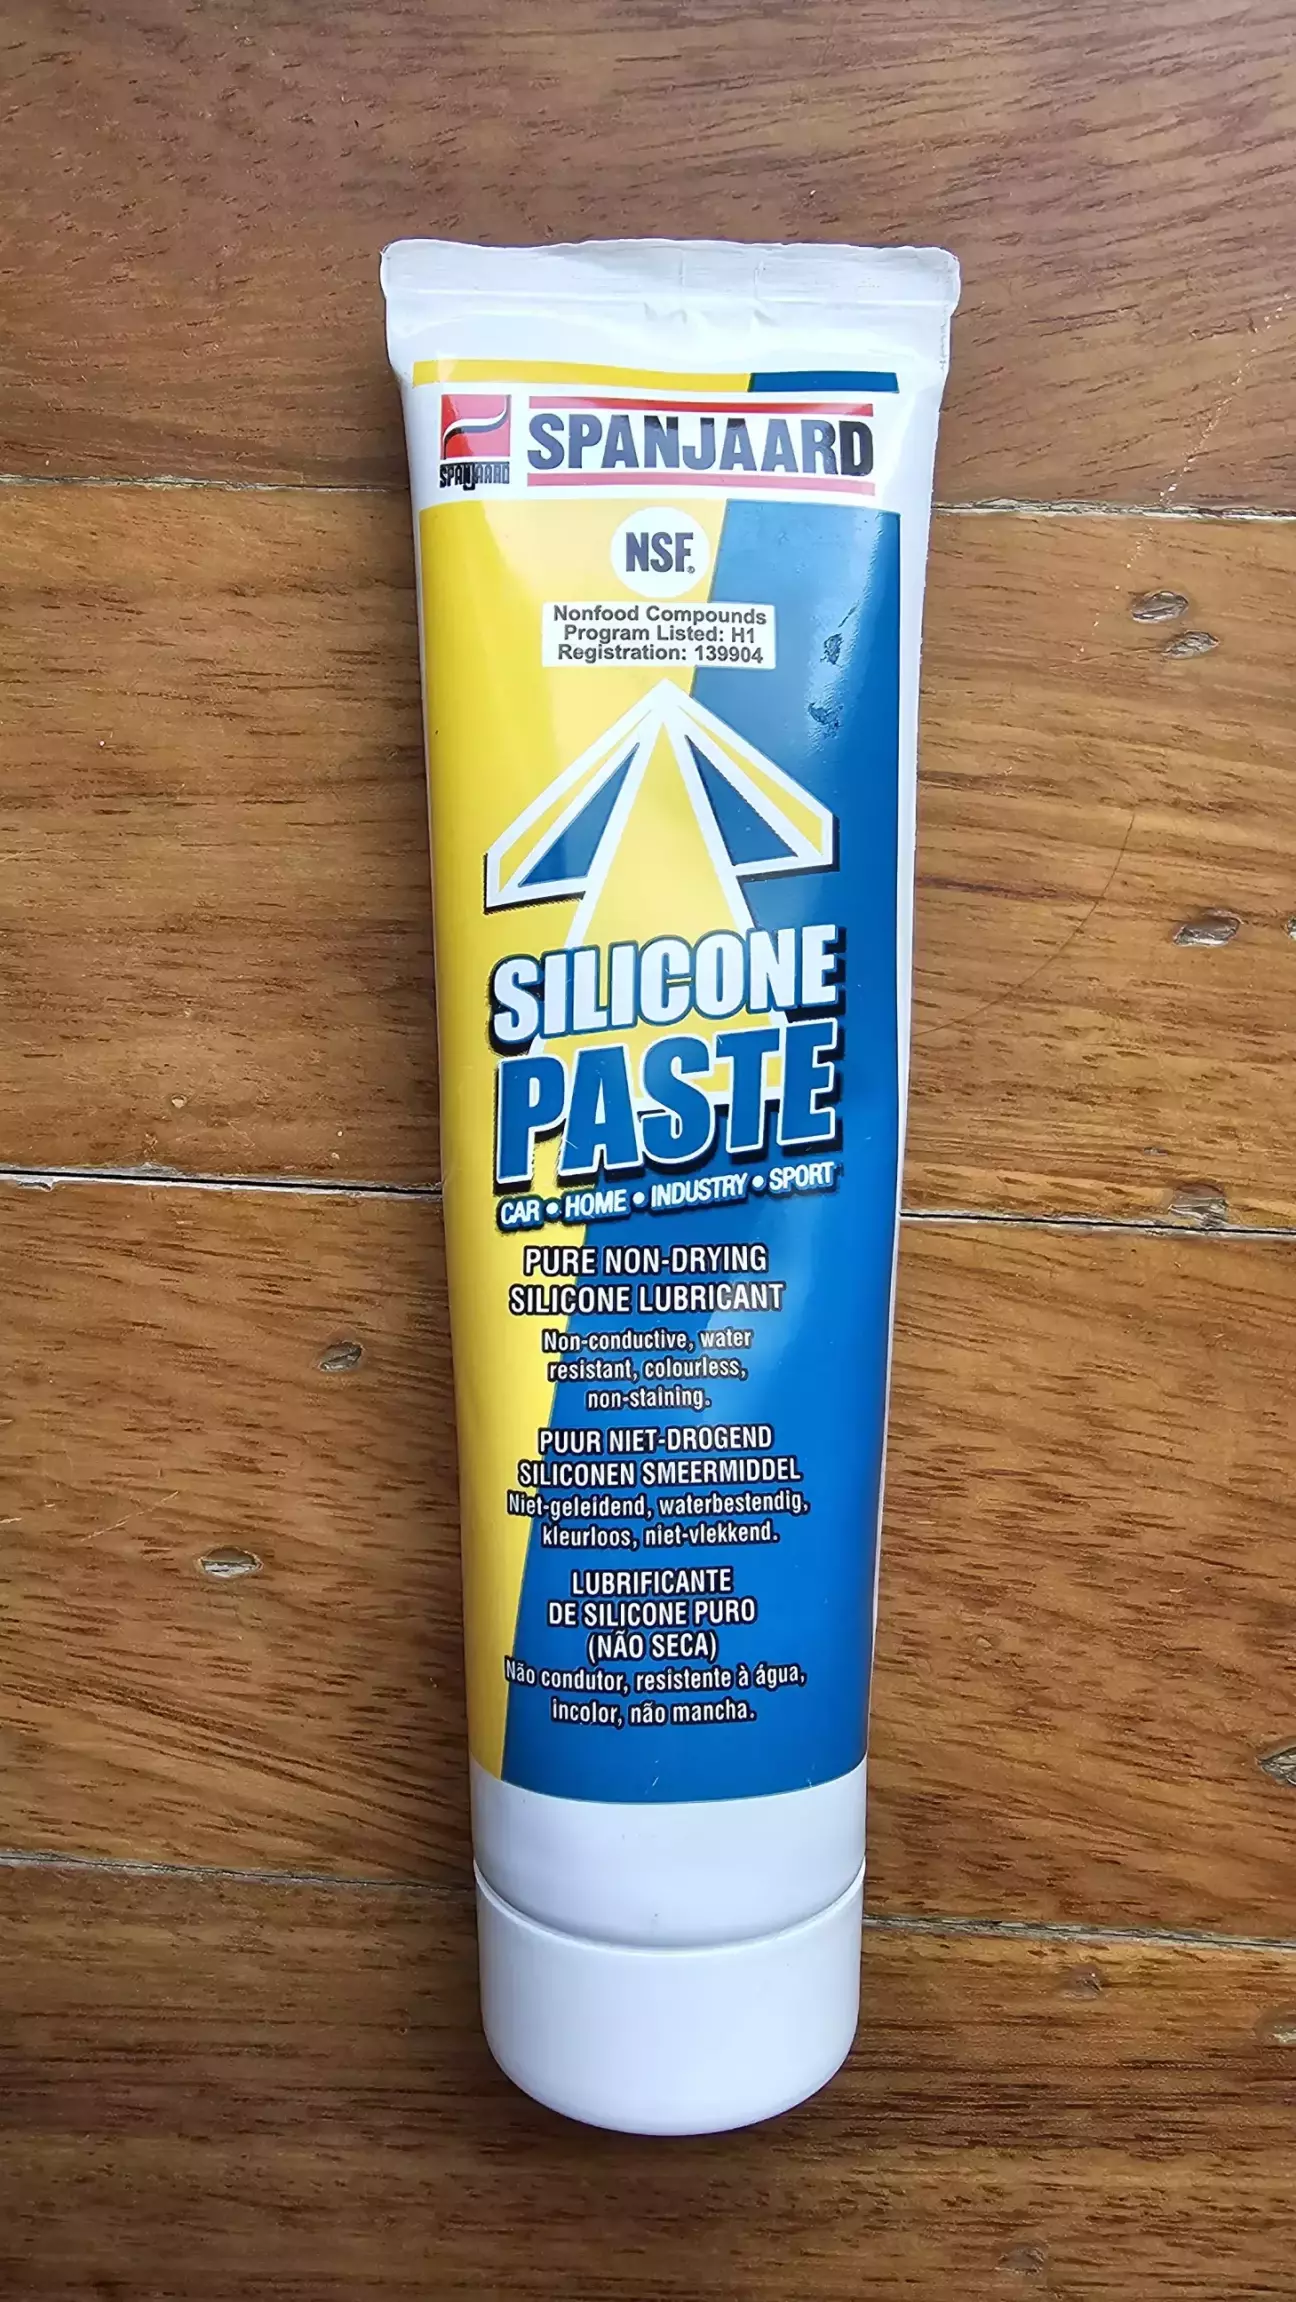 SPANJAARD
SPANJAARD
NSF®
Nonfood Compounds
Program Listed: H1
Registration: 139904
SILICONE
PASTE
CAR • HOME • INDUSTRY • SPORT
PURE NON-DRYING
SILICONE LUBRICANT
Non-conductive, water
resistant, colourless,
non-staining.
PUUR NIET-DROGEND
SILICONEN SMEERMIDDEL
Niet-geleidend, waterbestendig,
kleurloos, niet-vlekkend.
LUBRIFICANTE
DE SILICONE PURO
(NÃO SECA)
Não condutor, resistente à água,
incolor, não mancha.